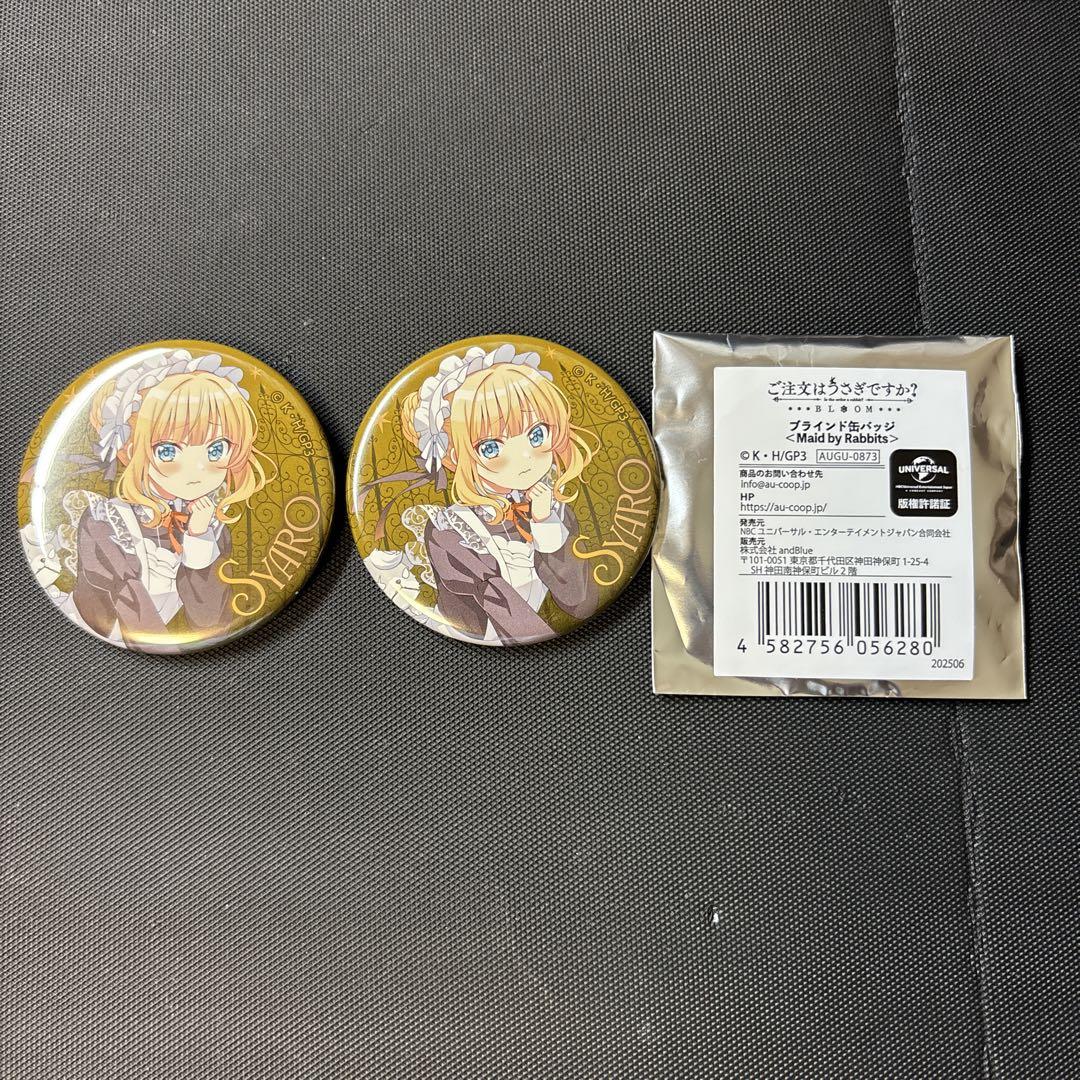 © K・H/GP3
SYARO
© K・H/GP3
SYARO
ご注文はうさぎですか?
Is the order a rabbit?
BLOOM
ブラインド缶バッジ
<Maid by Rabbits>
© K・H/GP3 AUGU-0873
商品のお問い合わせ先
info@au-coop.jp
HP
https://au-coop.jp/
UNIVERSAL
版権許諾証
発売元
NBC ユニバーサル・エンターテイメントジャパン合同会社
販売元
株式会社 andBlue
〒101-0051 東京都千代田区神田神保町 1-25-4
SH 神田南神保町ビル 2 階
4 582756 056280
202506